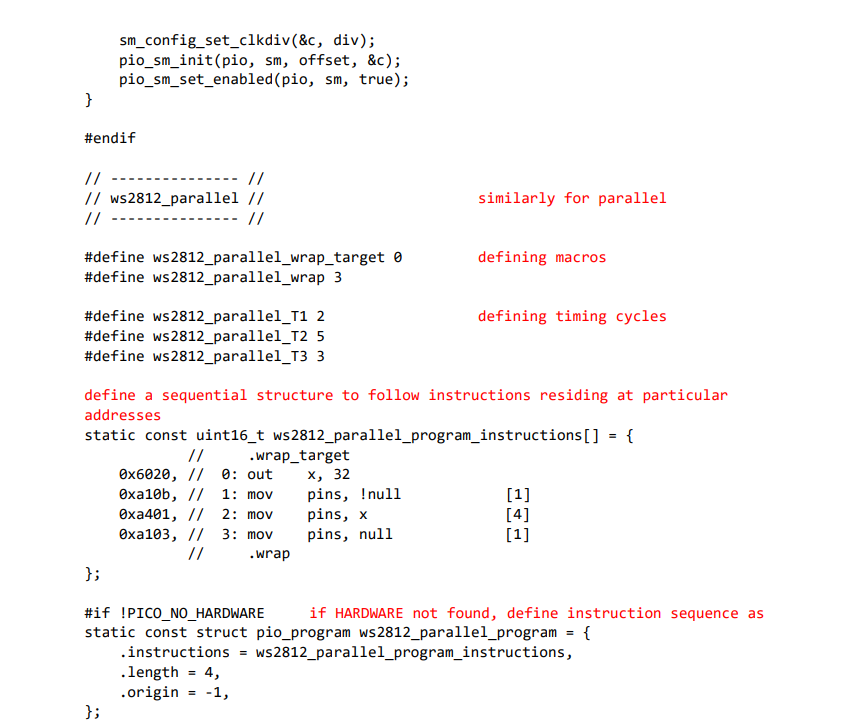 sm_config_set_clkdiv(&c, div);
    pio_sm_init(pio, sm, offset, &c);
    pio_sm_set_enabled(pio, sm, true);
}
#endif
// --------------- //
// ws2812_parallel //    similarly for parallel
// --------------- //
#define ws2812_parallel_wrap_target 0    defining macros
#define ws2812_parallel_wrap 3
#define ws2812_parallel_T1 2    defining timing cycles
#define ws2812_parallel_T2 5
#define ws2812_parallel_T3 3
define a sequential structure to follow instructions residing at particular
addresses
static const uint16_t ws2812_parallel_program_instructions[] = {
            //     .wrap_target
    0x6020, //  0: out    x, 32
    0xa10b, //  1: mov    pins, !null            [1]
    0xa401, //  2: mov    pins, x                [4]
    0xa103, //  3: mov    pins, null             [1]
            //     .wrap
};
#if !PICO_NO_HARDWARE    if HARDWARE not found, define instruction sequence as
static const struct pio_program ws2812_parallel_program = {
    .instructions = ws2812_parallel_program_instructions,
    .length = 4,
    .origin = -1,
};